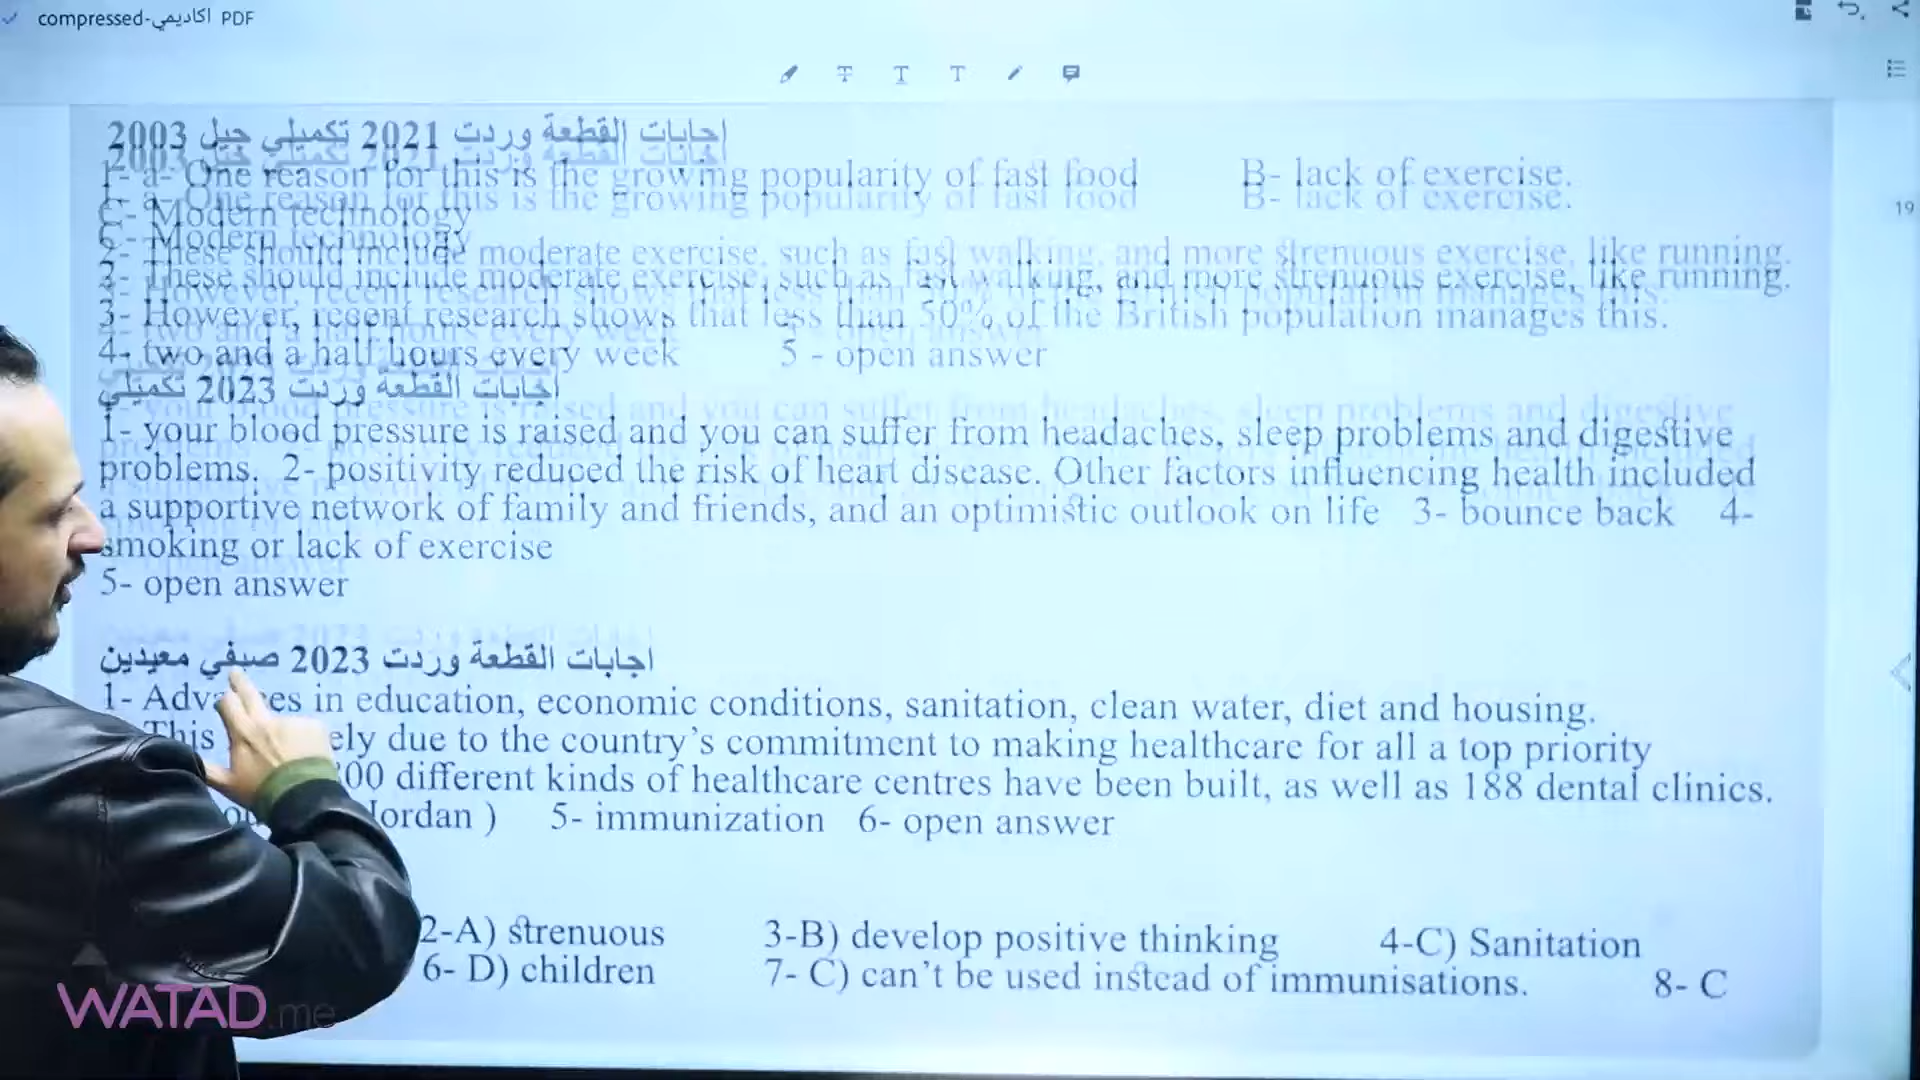 compressed-اكاديمي PDF
19
اجابات القطعة وردت 2021 تكميلي جيل 2003
1- a- One reason for this is the growing popularity of fast food B- lack of exercise.
C- Modern technology
2- These should include moderate exercise, such as fast walking, and more strenuous exercise, like running.
3- However, recent research shows that less than 50% of the British population manages this.
4- two and a half hours every week 5 - open answer
اجابات القطعة وردت 2023 تكميلي
1- your blood pressure is raised and you can suffer from headaches, sleep problems and digestive
problems. 2- positivity reduced the risk of heart disease. Other factors influencing health included
a supportive network of family and friends, and an optimistic outlook on life 3- bounce back 4-
smoking or lack of exercise
5- open answer
اجابات القطعة وردت 2023 صيفي معيدين
1- Advances in education, economic conditions, sanitation, clean water, diet and housing.
This ely due to the country's commitment to making healthcare for all a top priority
00 different kinds of healthcare centres have been built, as well as 188 dental clinics.
Jordan ) 5- immunization 6- open answer
2-A) strenuous 3-B) develop positive thinking 4-C) Sanitation
6- D) children 7- C) can't be used instead of immunisations. 8- C
WATAD.me